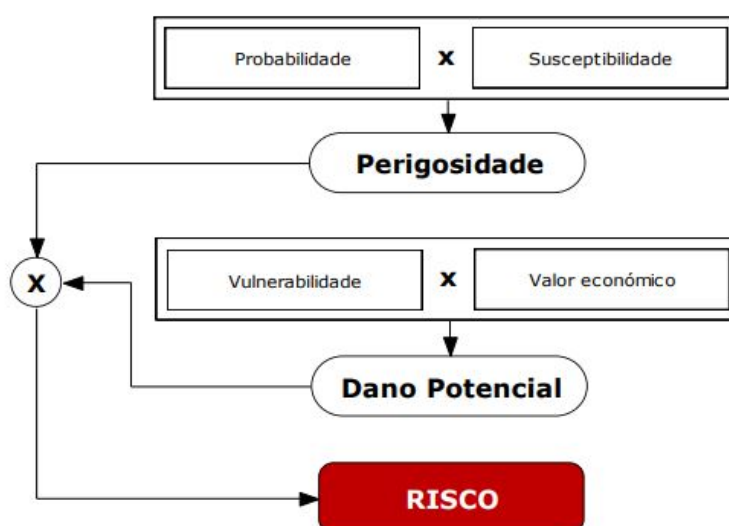 Probabilidade x Susceptibilidade
Perigosidade
Vulnerabilidade x Valor económico
X
Dano Potencial
RISCO